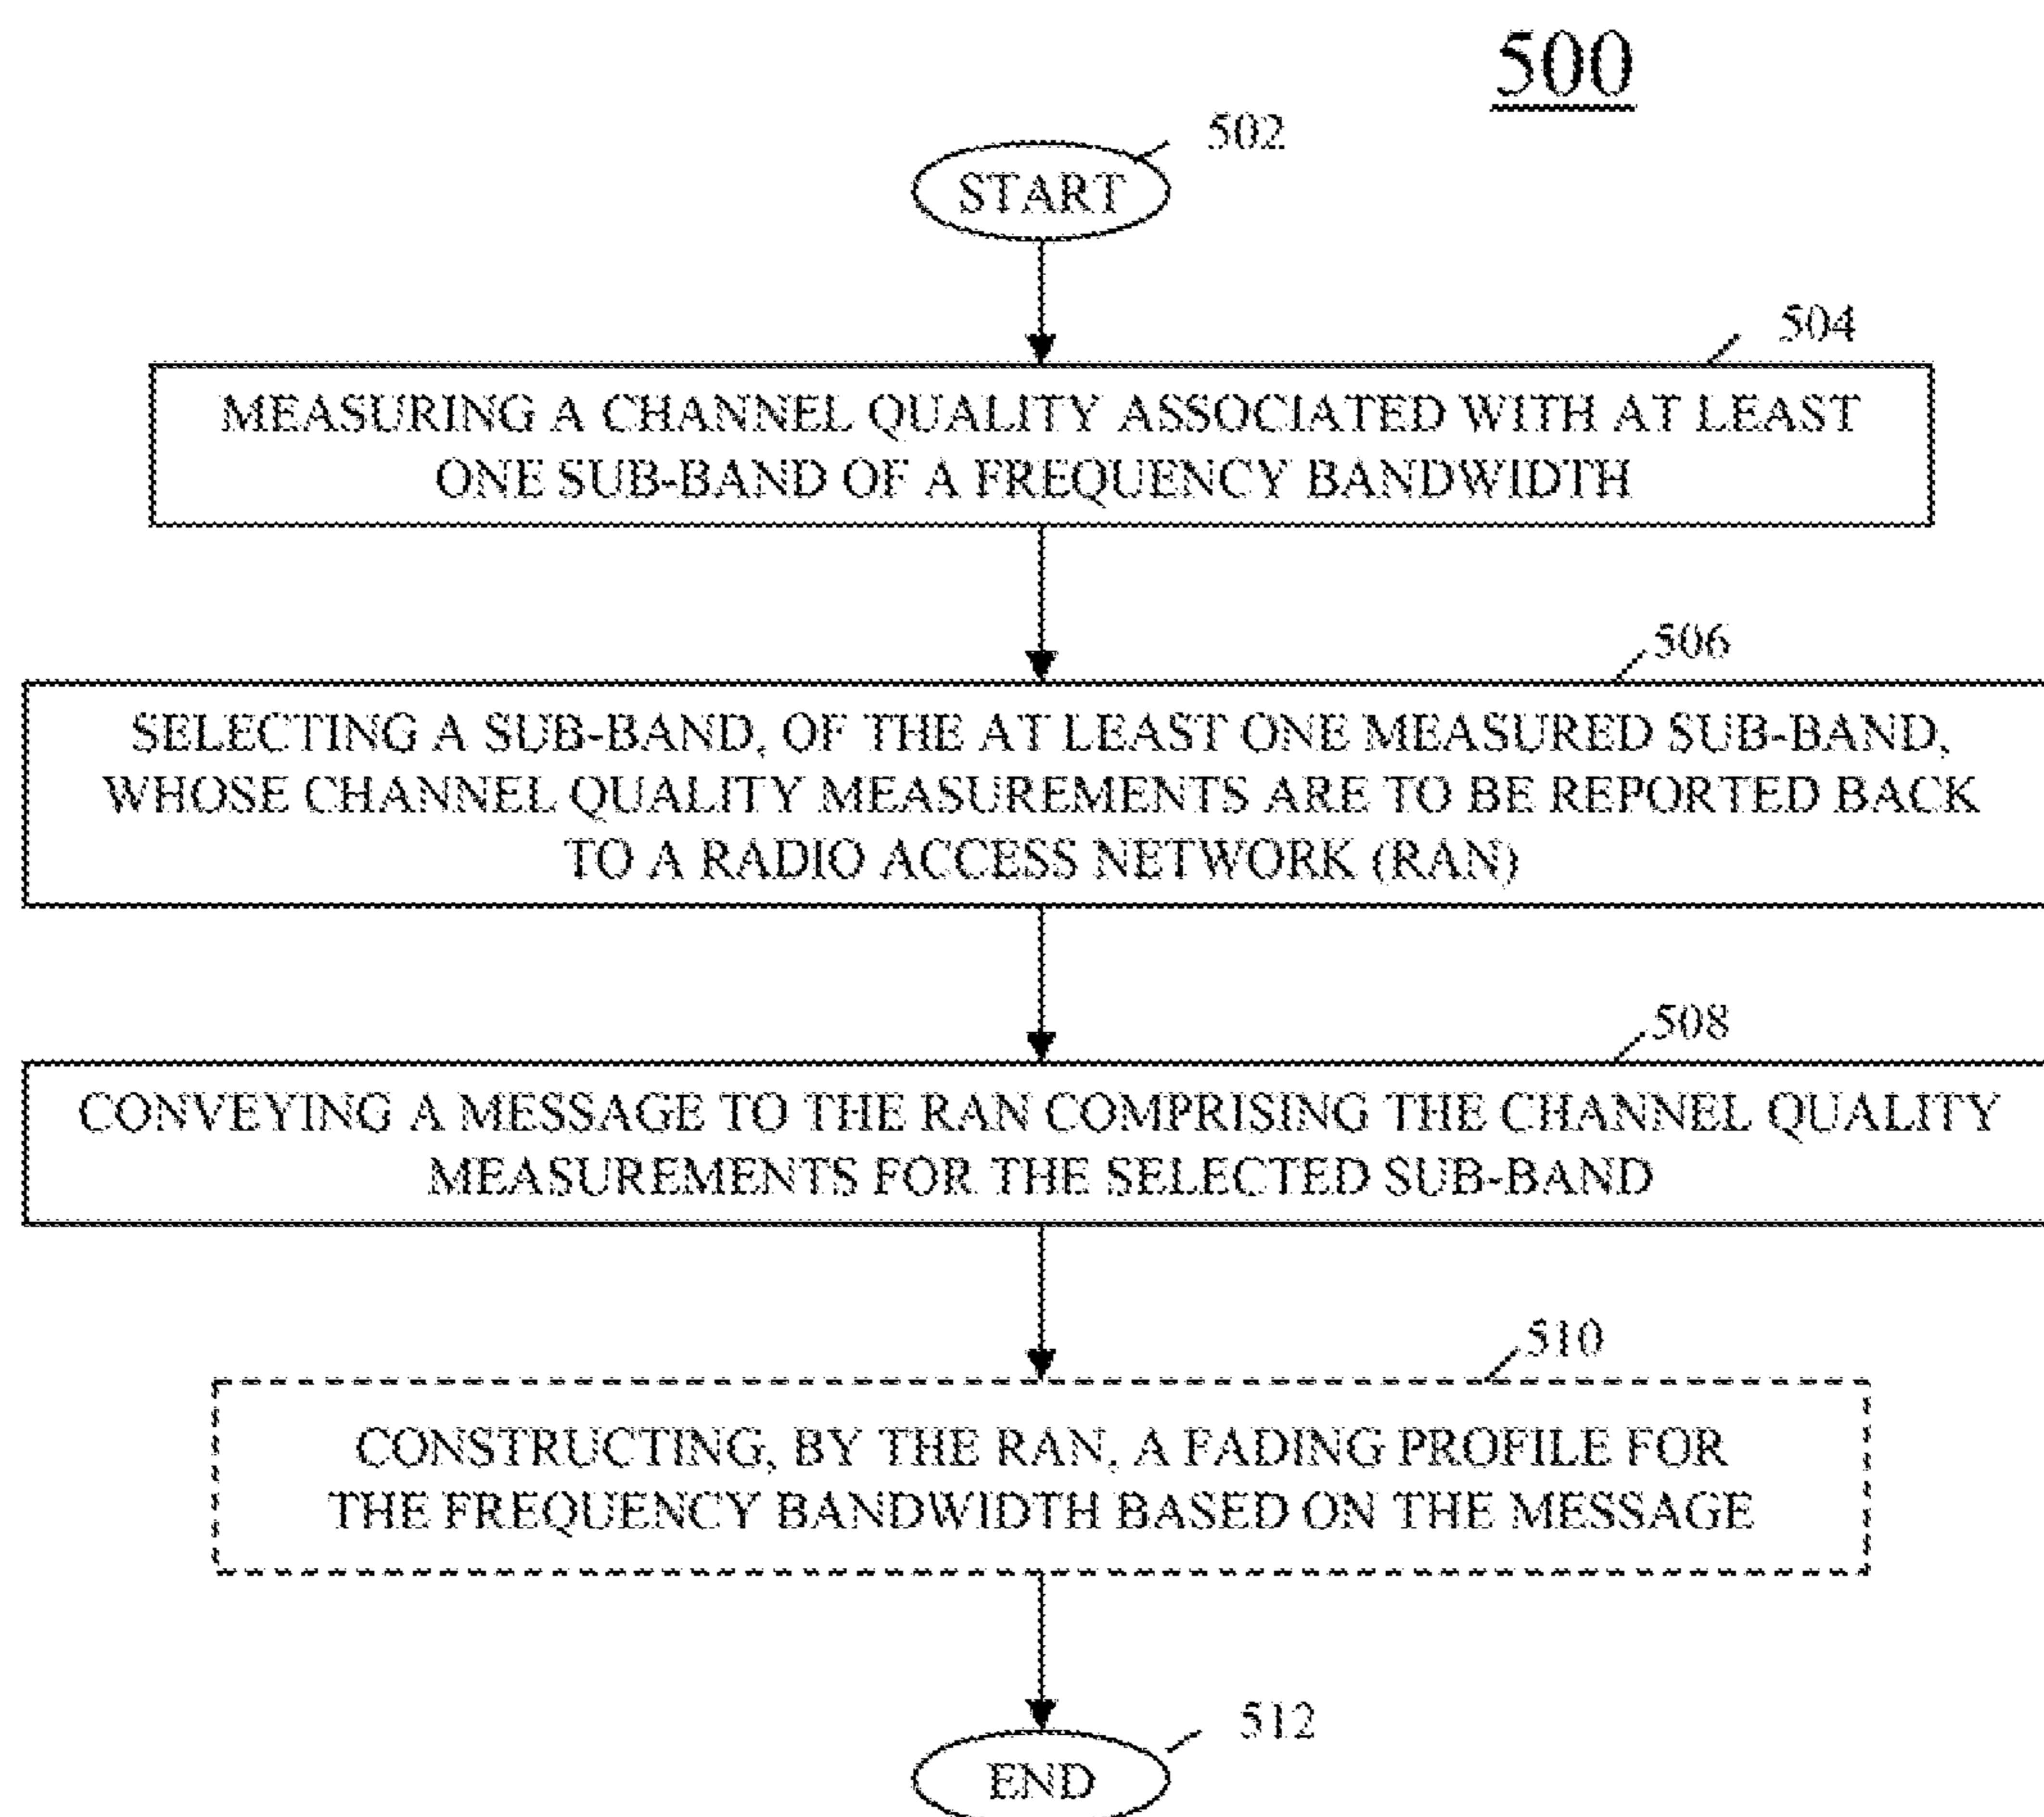 500
502
START
504
MEASURING A CHANNEL QUALITY ASSOCIATED WITH AT LEAST
ONE SUB-BAND OF A FREQUENCY BANDWIDTH
506
SELECTING A SUB-BAND, OF THE AT LEAST ONE MEASURED SUB-BAND,
WHOSE CHANNEL QUALITY MEASUREMENTS ARE TO BE REPORTED BACK
TO A RADIO ACCESS NETWORK (RAN)
508
CONVEYING A MESSAGE TO THE RAN COMPRISING THE CHANNEL QUALITY
MEASUREMENTS FOR THE SELECTED SUB-BAND
510
CONSTRUCTING, BY THE RAN, A FADING PROFILE FOR
THE FREQUENCY BANDWIDTH BASED ON THE MESSAGE
512
END